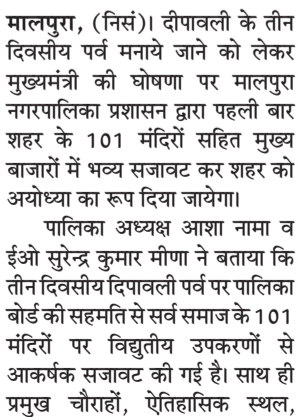 मालपुरा, (निसं)। दीपावली के तीन
दिवसीय पर्व मनाये जाने को लेकर
मुख्यमंत्री की घोषणा पर मालपुरा
नगरपालिका प्रशासन द्वारा पहली बार
शहर के 101 मंदिरों सहित मुख्य
बाजारों में भव्य सजावट कर शहर को
अयोध्या का रूप दिया जायेगा।
पालिका अध्यक्ष आशा नामा व
ईओ सुरेन्द्र कुमार मीणा ने बताया कि
तीन दिवसीय दिपावली पर्व पर पालिका
बोर्ड की सहमति से सर्व समाज के 101
मंदिरों पर विद्युतीय उपकरणों से
आकर्षक सजावट की गई है। साथ ही
प्रमुख चौराहों, ऐतिहासिक स्थल,